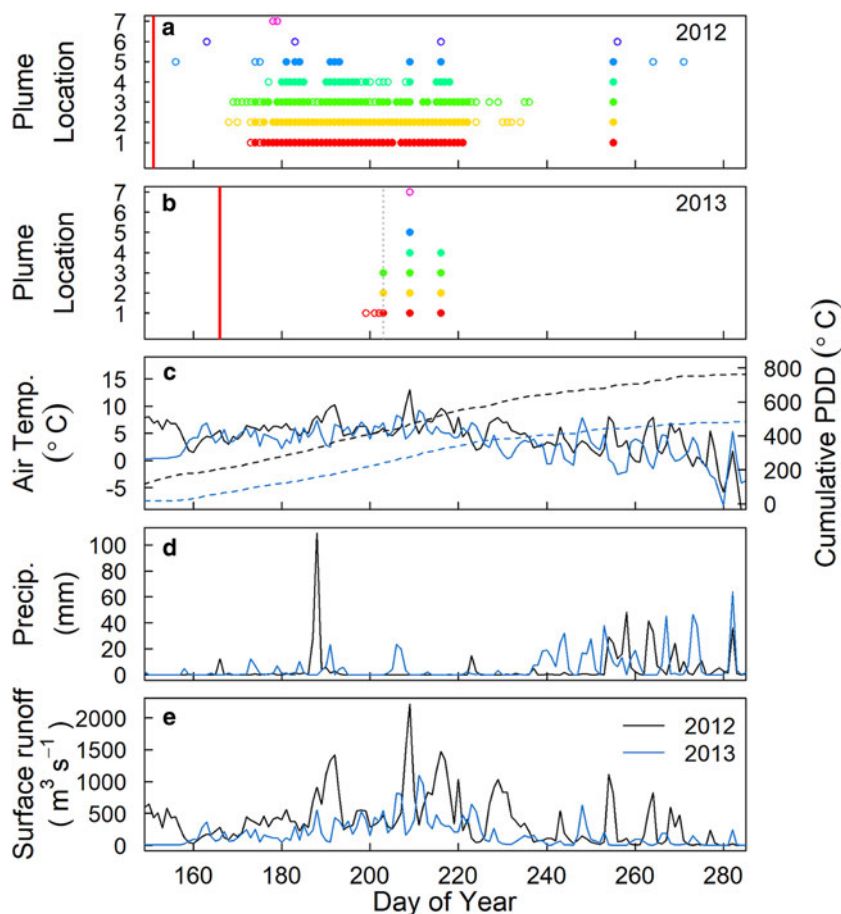 a
2012
Plume
Location
7
6
5
4
3
2
1
b
2013
Plume
Location
7
6
5
4
3
2
1
c
Air Temp.
(° C)
15
10
5
0
-5
800
600
400
200
0
Cumulative PDD (° C)
d
Precip.
(mm)
100
80
60
40
20
0
e
Surface runoff
( m³ s⁻¹ )
2000
1500
1000
500
0
2012
2013
160
180
200
220
240
260
280
Day of Year